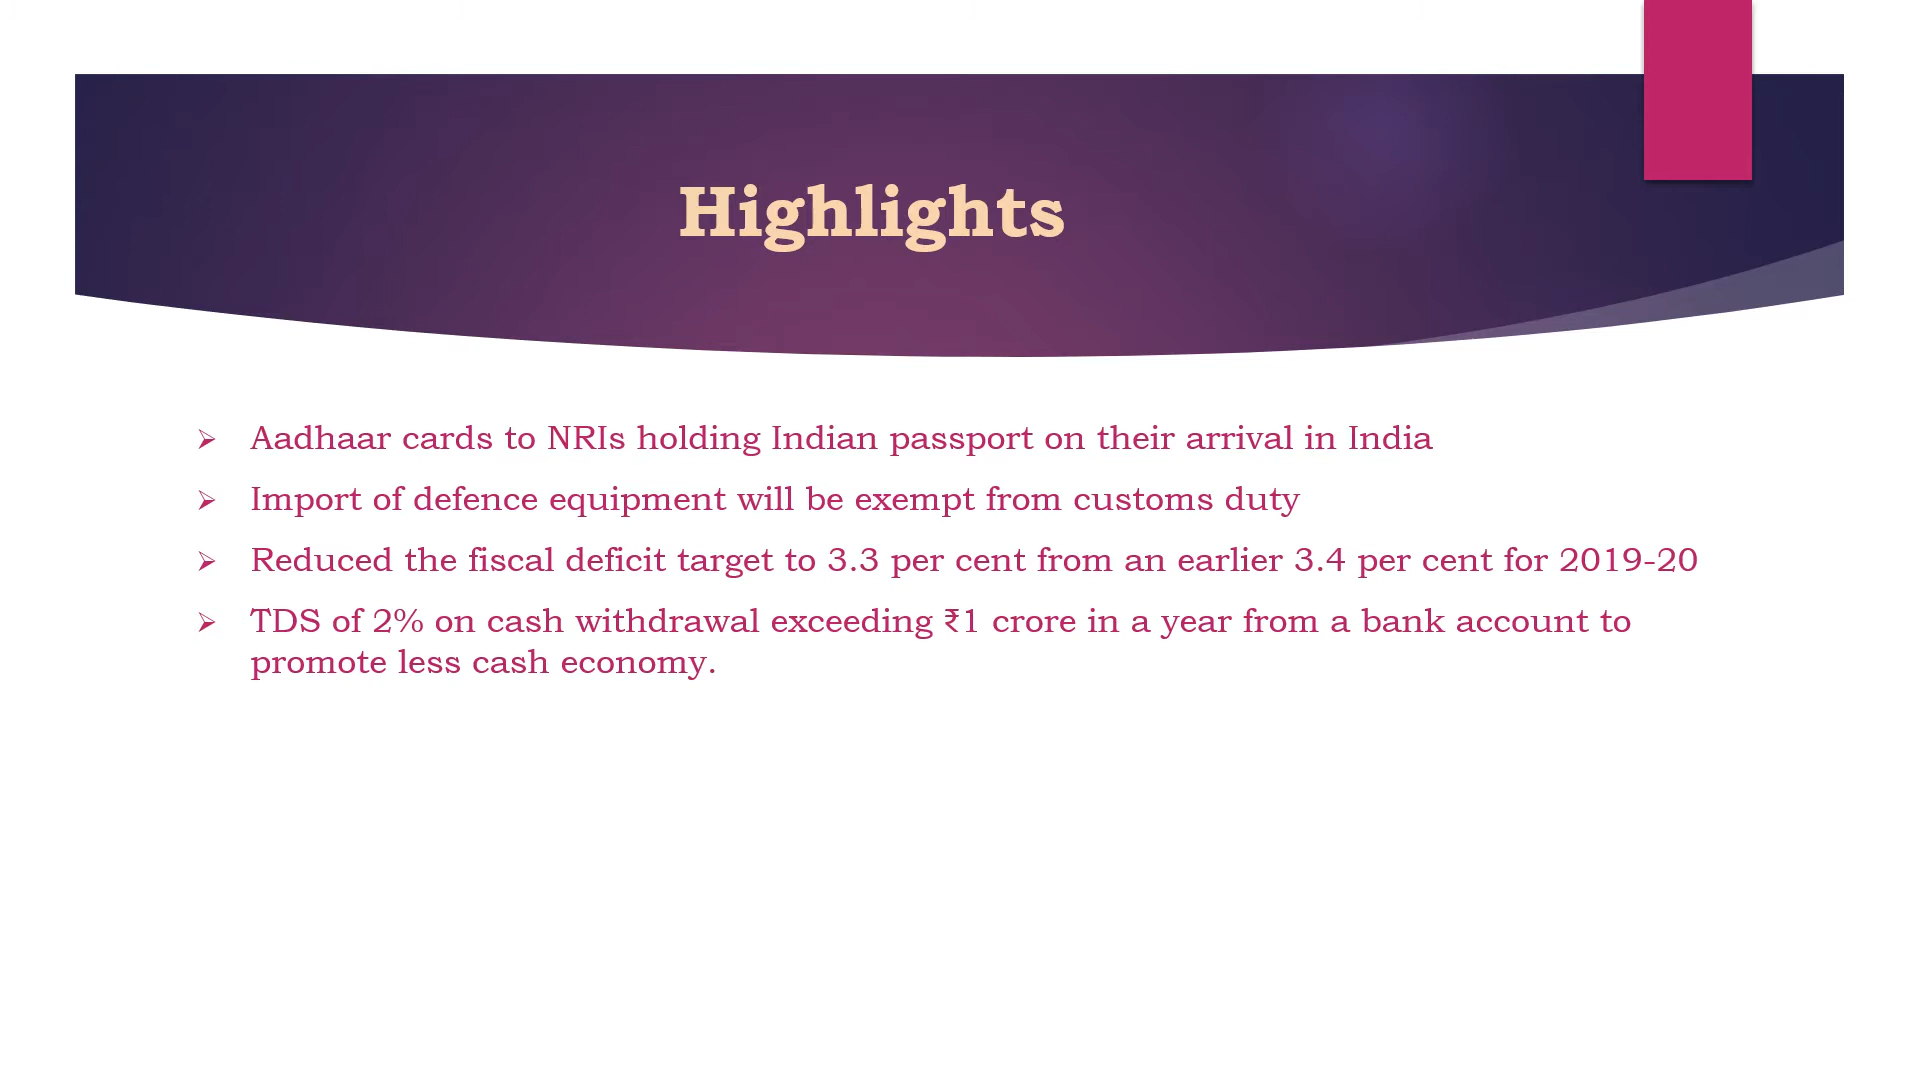 Highlights
Aadhaar cards to NRIs holding Indian passport on their arrival in India
Import of defence equipment will be exempt from customs duty
Reduced the fiscal deficit target to 3.3 per cent from an earlier 3.4 per cent for 2019-20
TDS of 2% on cash withdrawal exceeding ₹1 crore in a year from a bank account to
promote less cash economy.